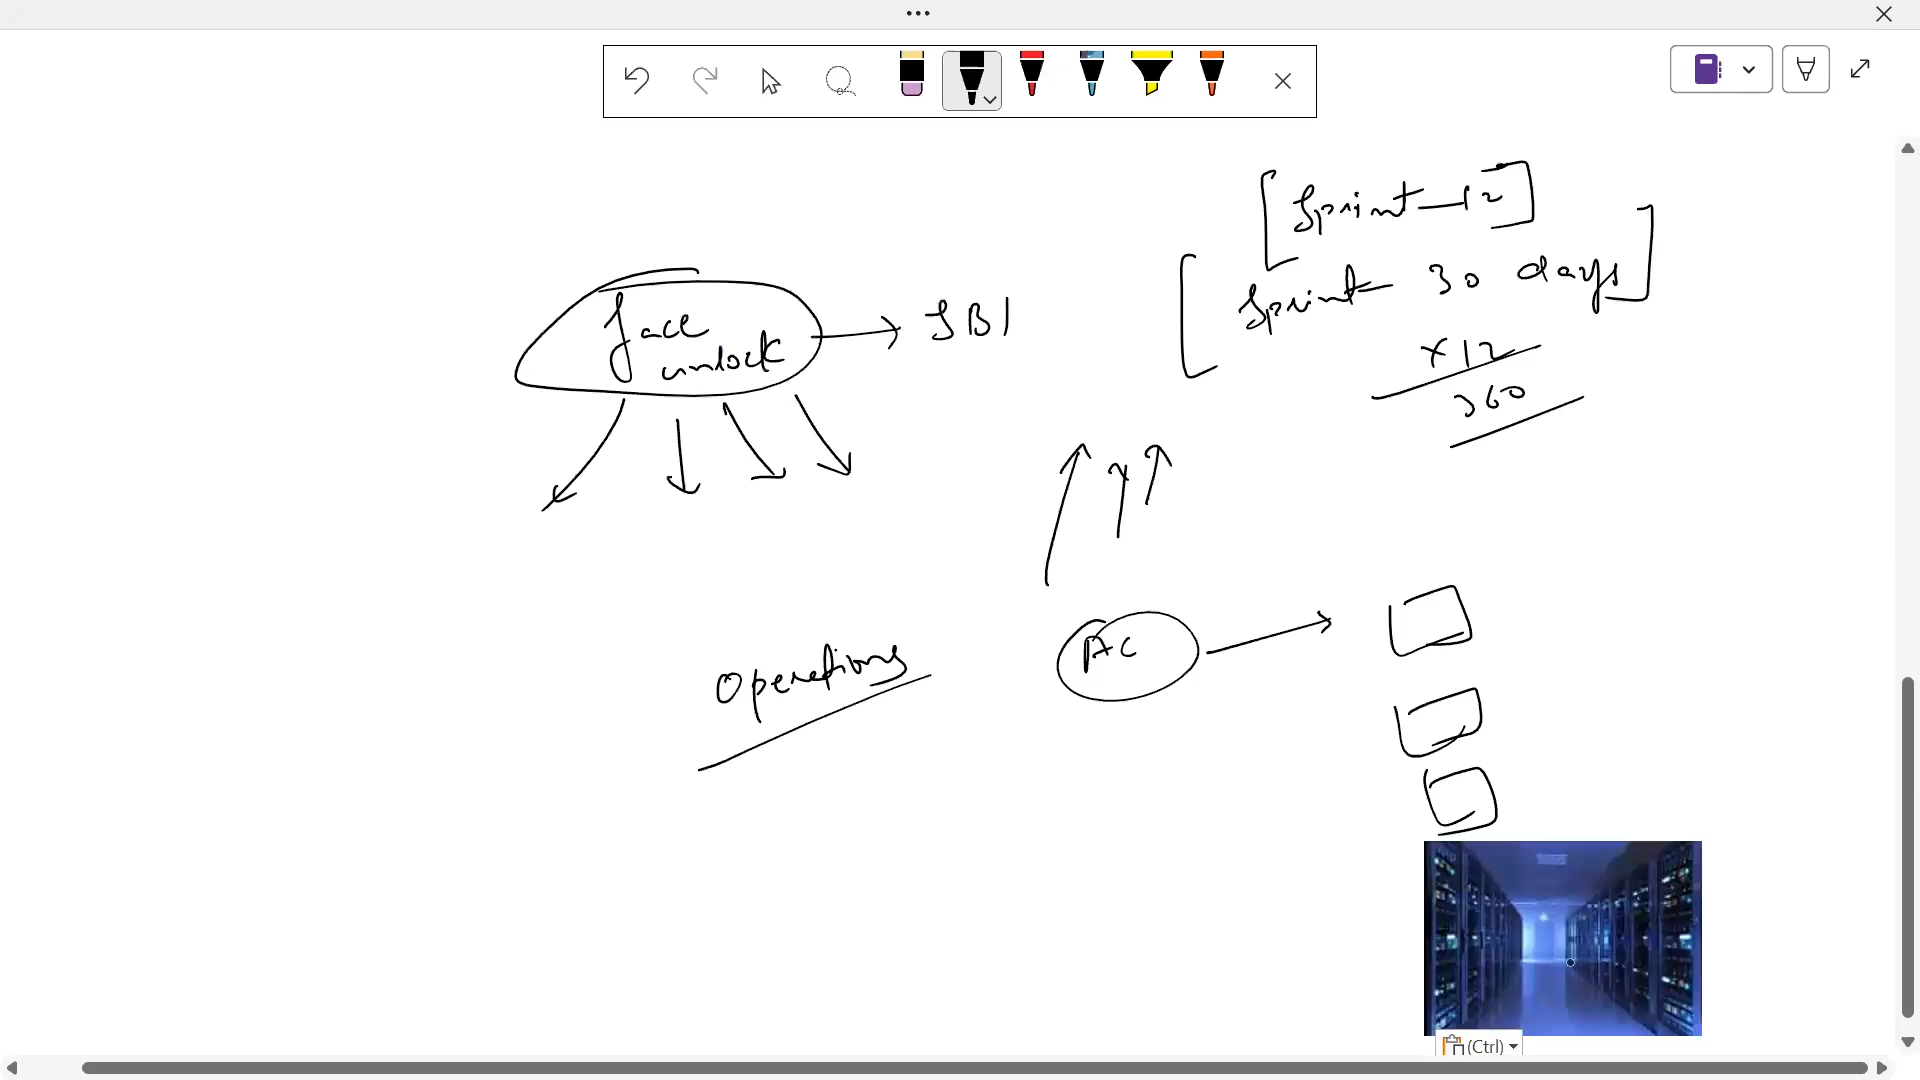 [Sprint-12]
[Sprint- 30 days]
x 12
360
face
unlock
SBI
Operations
AC
(Ctrl)